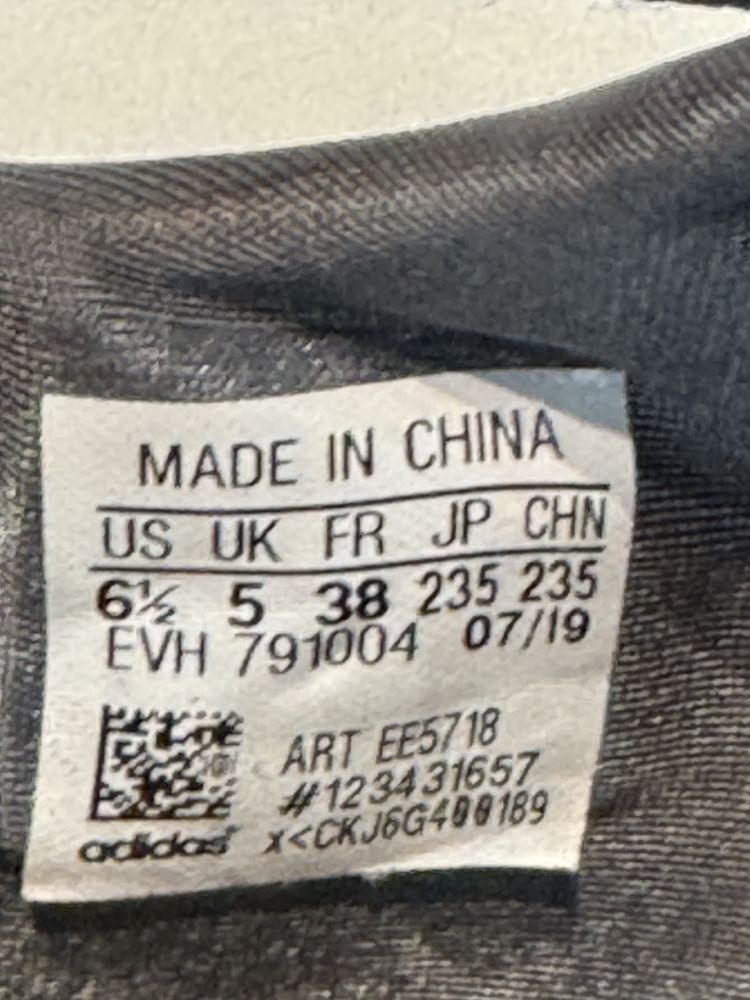 MADE IN CHINA
US UK FR JP CHN
6½ 5 38 235 235
EVH 791004 07/19
ART EE5718
#123431657
x<CKJ6G400189
adidas